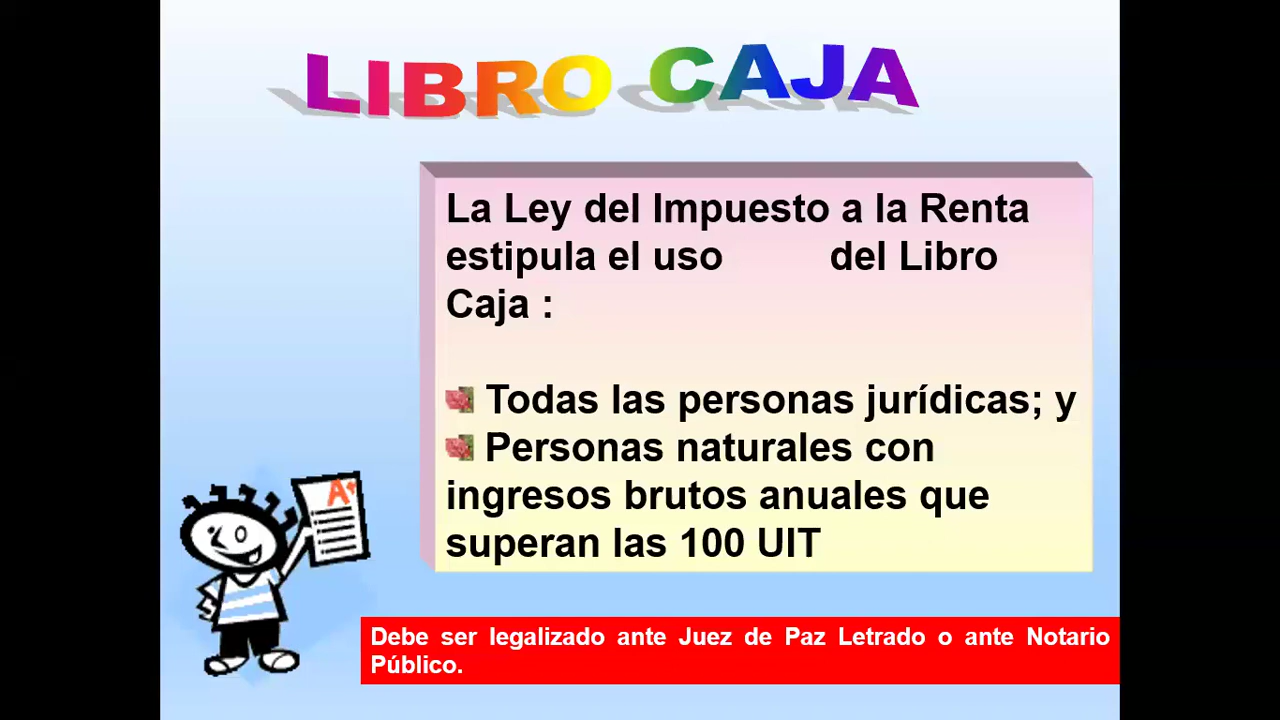 LIBRO CAJA
La Ley del Impuesto a la Renta
estipula el uso del Libro
Caja :
Todas las personas jurídicas; y
Personas naturales con
ingresos brutos anuales que
superan las 100 UIT
A+
Debe ser legalizado ante Juez de Paz Letrado o ante Notario
Público.